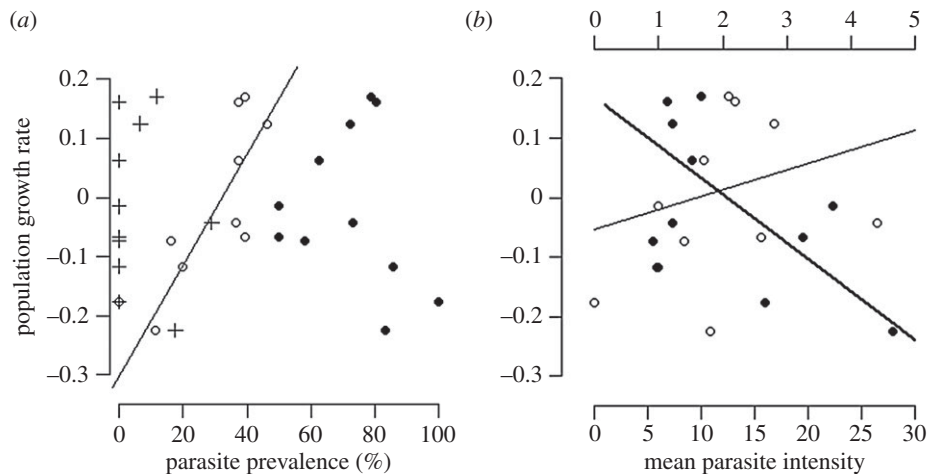 (a)
(b)
0 1 2 3 4 5
population growth rate
0.2
0.1
0
–0.1
–0.2
–0.3
0 20 40 60 80 100
parasite prevalence (%)
0.2
0.1
0
–0.1
–0.2
–0.3
0 5 10 15 20 25 30
mean parasite intensity